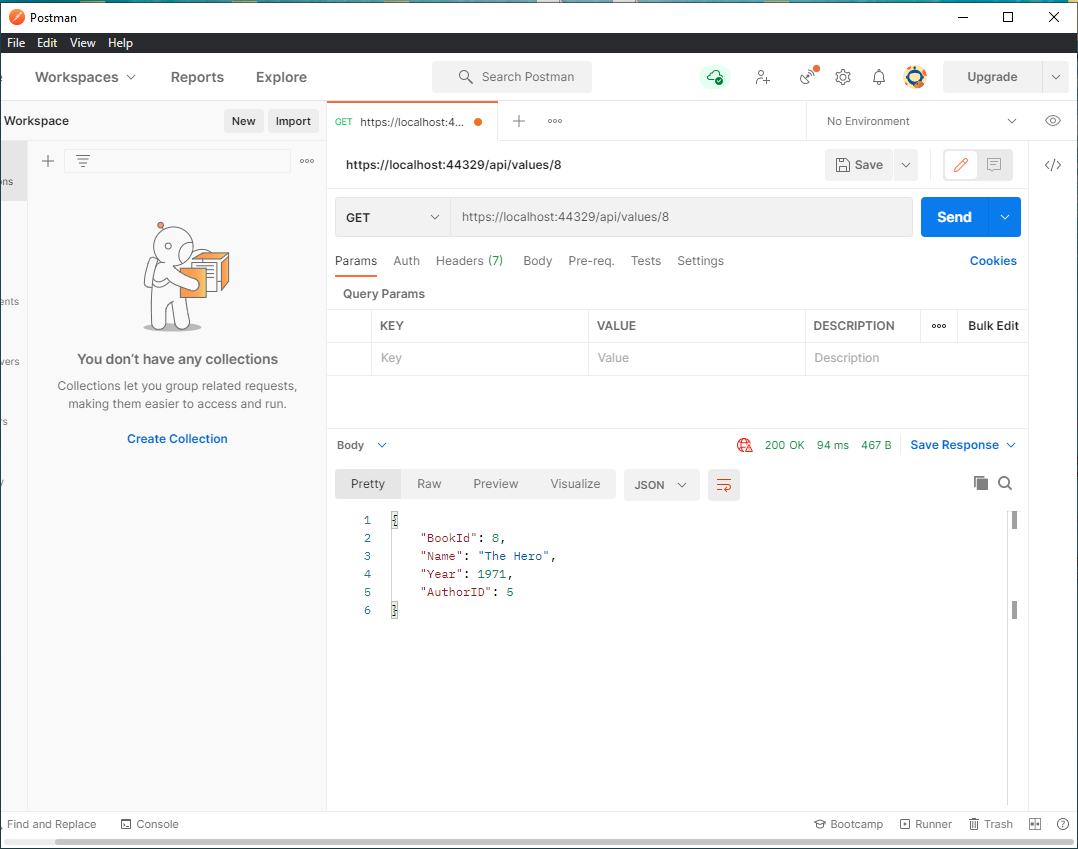 Postman
File Edit View Help
Workspaces Reports Explore Search Postman Upgrade
Workspace New Import GET https://localhost:4... No Environment
https://localhost:44329/api/values/8 Save
GET https://localhost:44329/api/values/8 Send
Params Auth Headers (7) Body Pre-req. Tests Settings Cookies
Query Params
KEY VALUE DESCRIPTION Bulk Edit
Key Value Description
You don't have any collections
Collections let you group related requests,
making them easier to access and run.
Create Collection
Body 200 OK 94 ms 467 B Save Response
Pretty Raw Preview Visualize JSON
1 {
2 "BookId": 8,
3 "Name": "The Hero",
4 "Year": 1971,
5 "AuthorID": 5
6 }
Find and Replace Console Bootcamp Runner Trash